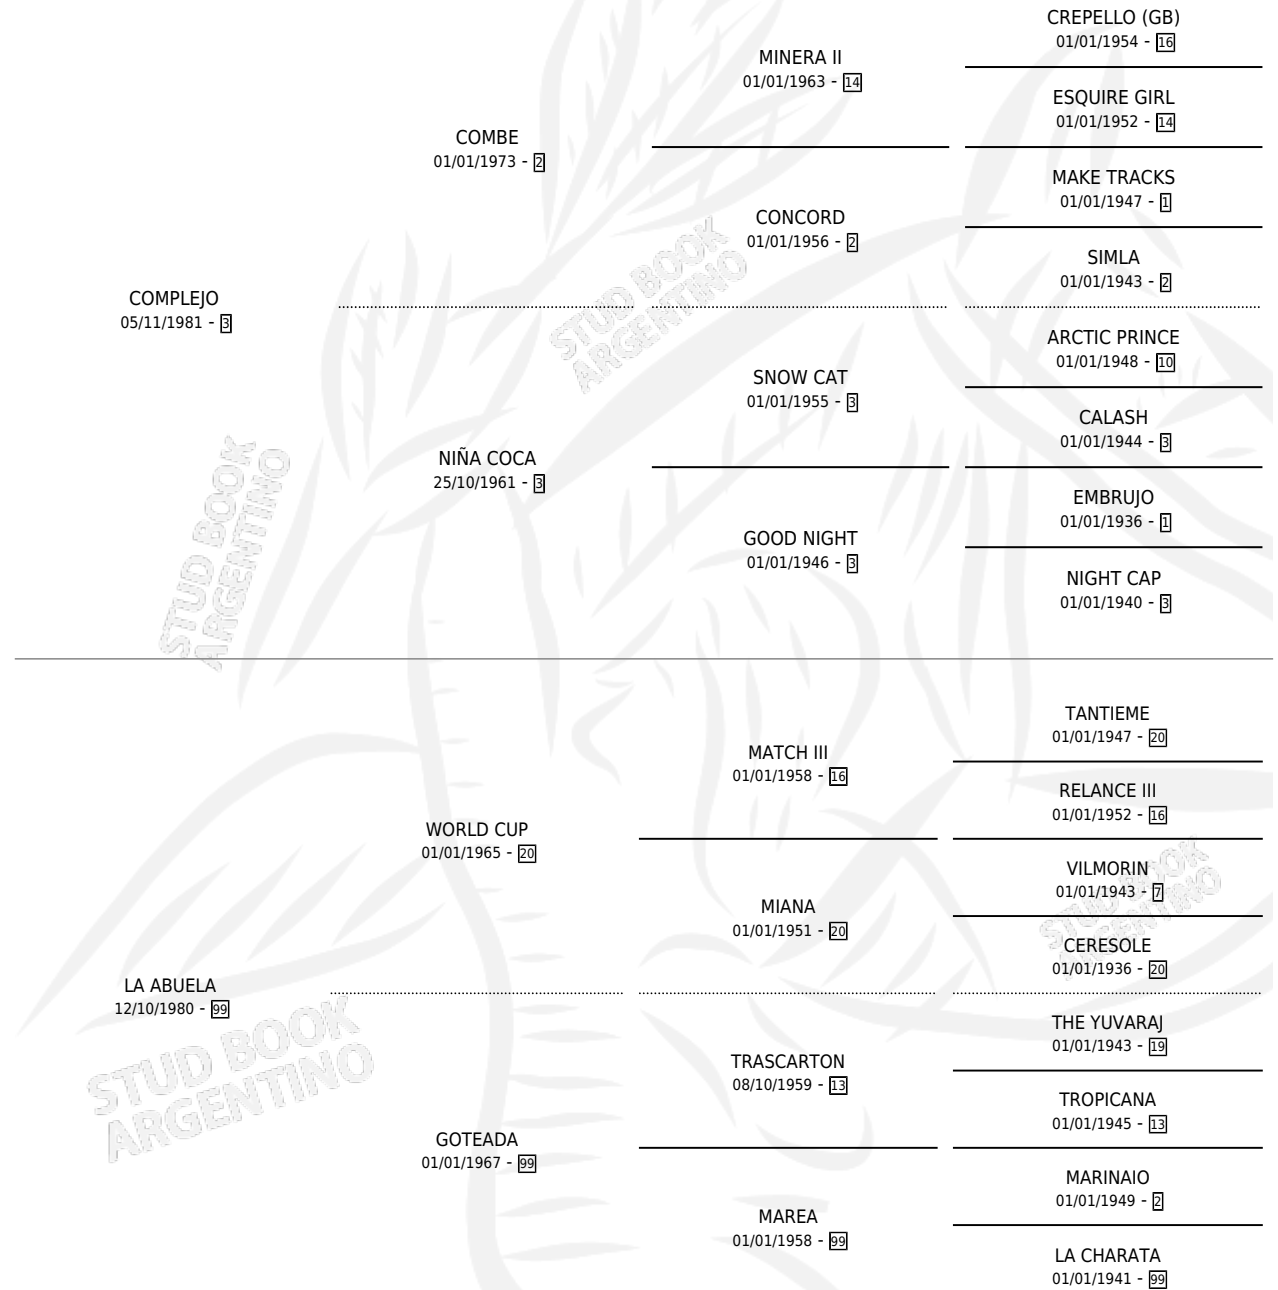 CREPELLO (GB)
01/01/1954 - 16
MINERA II
01/01/1963 - 14
ESQUIRE GIRL
01/01/1952 - 14
COMBE
01/01/1973 - 2
MAKE TRACKS
01/01/1947 - 1
CONCORD
01/01/1956 - 2
SIMLA
01/01/1943 - 2
COMPLEJO
05/11/1981 - 3
STUD BOOK
ARGENTINO
ARCTIC PRINCE
01/01/1948 - 10
SNOW CAT
01/01/1955 - 3
CALASH
01/01/1944 - 3
NIÑA COCA
25/10/1961 - 3
EMBRUJO
01/01/1936 - 1
GOOD NIGHT
01/01/1946 - 3
NIGHT CAP
01/01/1940 - 3
STUD BOOK
ARGENTINO
TANTIEME
01/01/1947 - 20
MATCH III
01/01/1958 - 16
RELANCE III
01/01/1952 - 16
WORLD CUP
01/01/1965 - 20
VILMORIN
01/01/1943 - 7
MIANA
01/01/1951 - 20
STUD BOOK
ARGENTINO
CERESOLE
01/01/1936 - 20
LA ABUELA
12/10/1980 - 99
STUD BOOK
ARGENTINO
THE YUVARAJ
01/01/1943 - 19
TRASCARTON
08/10/1959 - 13
TROPICANA
01/01/1945 - 13
GOTEADA
01/01/1967 - 99
MARINAIO
01/01/1949 - 2
MAREA
01/01/1958 - 99
LA CHARATA
01/01/1941 - 99